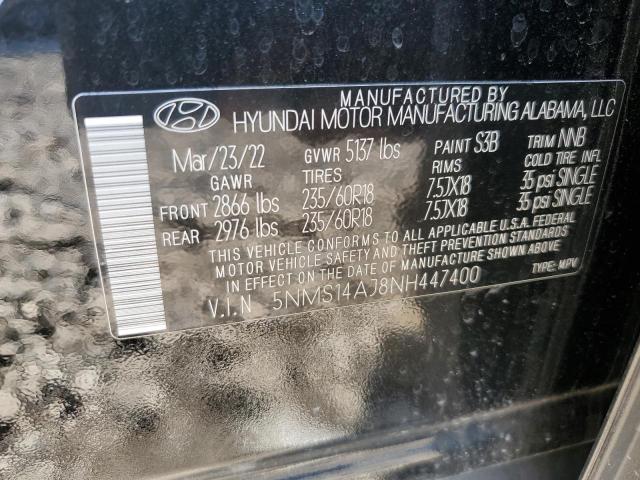 MANUFACTURED BY
HYUNDAI MOTOR MANUFACTURING ALABAMA, LLC
Mar/23/22 GVWR 5137 lbs PAINT S3B TRIM NNB
GAWR TIRES RIMS COLD TIRE INFL
FRONT 2866 lbs 235/60R18 7.5JX18 35 psi SINGLE
REAR 2976 lbs 235/60R18 7.5JX18 35 psi SINGLE
THIS VEHICLE CONFORMS TO ALL APPLICABLE U.S.A. FEDERAL
MOTOR VEHICLE SAFETY AND THEFT PREVENTION STANDARDS
IN EFFECT ON THE DATE OF MANUFACTURE SHOWN ABOVE
V.I.N 5NMS14AJ8NH447400 TYPE: MPV